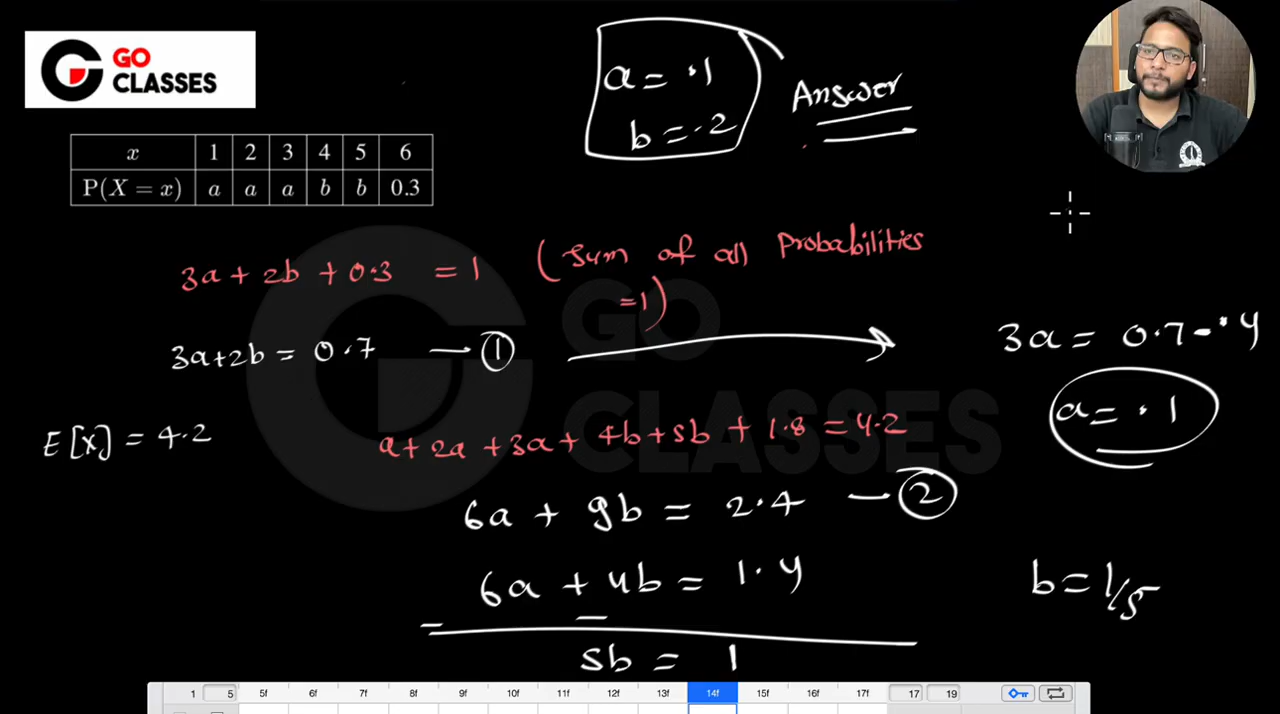 GO
CLASSES
a = .1
b = .2
Answer
x 1 2 3 4 5 6
P(X = x) a a a b b 0.3
3a + 2b + 0.3 = 1 (Sum of all Probabilities
=1)
3a+2b = 0.7 — 1
3a = 0.7 - .4
a = .1
E[x] = 4.2
a + 2a + 3a + 4b + 5b + 1.8 = 4.2
6a + 9b = 2.4 — 2
6a + 4b = 1.4
- -
5b = 1
b = 1/5
GO
CLASSES
1 5 5f 6f 7f 8f 9f 10f 11f 12f 13f 14f 15f 16f 17f 17 19